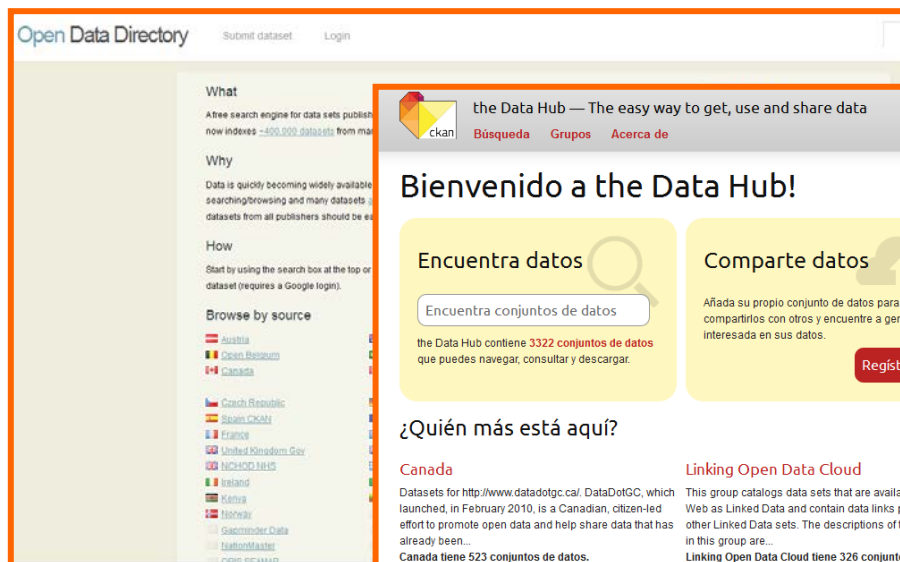 Open Data Directory
Submit dataset
Login
What
A free search engine for data sets publish
now indexes ~400.000 datasets from mar
Why
Data is quickly becoming widely available
searching/browsing and many datasets
datasets from all publishers should be ea
How
Start by using the search box at the top or
dataset (requires a Google login).
Browse by source
Austria
Open Belgium
Canada
Czech Republic
Spain CKAN
France
United Kingdom Gov
NCHOD NHS
Ireland
Kenya
Norway
Gapminder Data
NationMaster
ckan
the Data Hub — The easy way to get, use and share data
Búsqueda
Grupos
Acerca de
Bienvenido a the Data Hub!
Encuentra datos
Encuentra conjuntos de datos
the Data Hub contiene 3322 conjuntos de datos
que puedes navegar, consultar y descargar.
Comparte datos
Añada su propio conjunto de datos para
compartirlos con otros y encuentre a ger
interesada en sus datos.
Regíst
¿Quién más está aquí?
Canada
Datasets for http://www.datadotgc.ca/. DataDotGC, which
launched, in February 2010, is a Canadian, citizen-led
effort to promote open data and help share data that has
already been...
Canada tiene 523 conjuntos de datos.
Linking Open Data Cloud
This group catalogs data sets that are availa
Web as Linked Data and contain data links p
other Linked Data sets. The descriptions of t
in this group are...
Linking Open Data Cloud tiene 326 conjunt